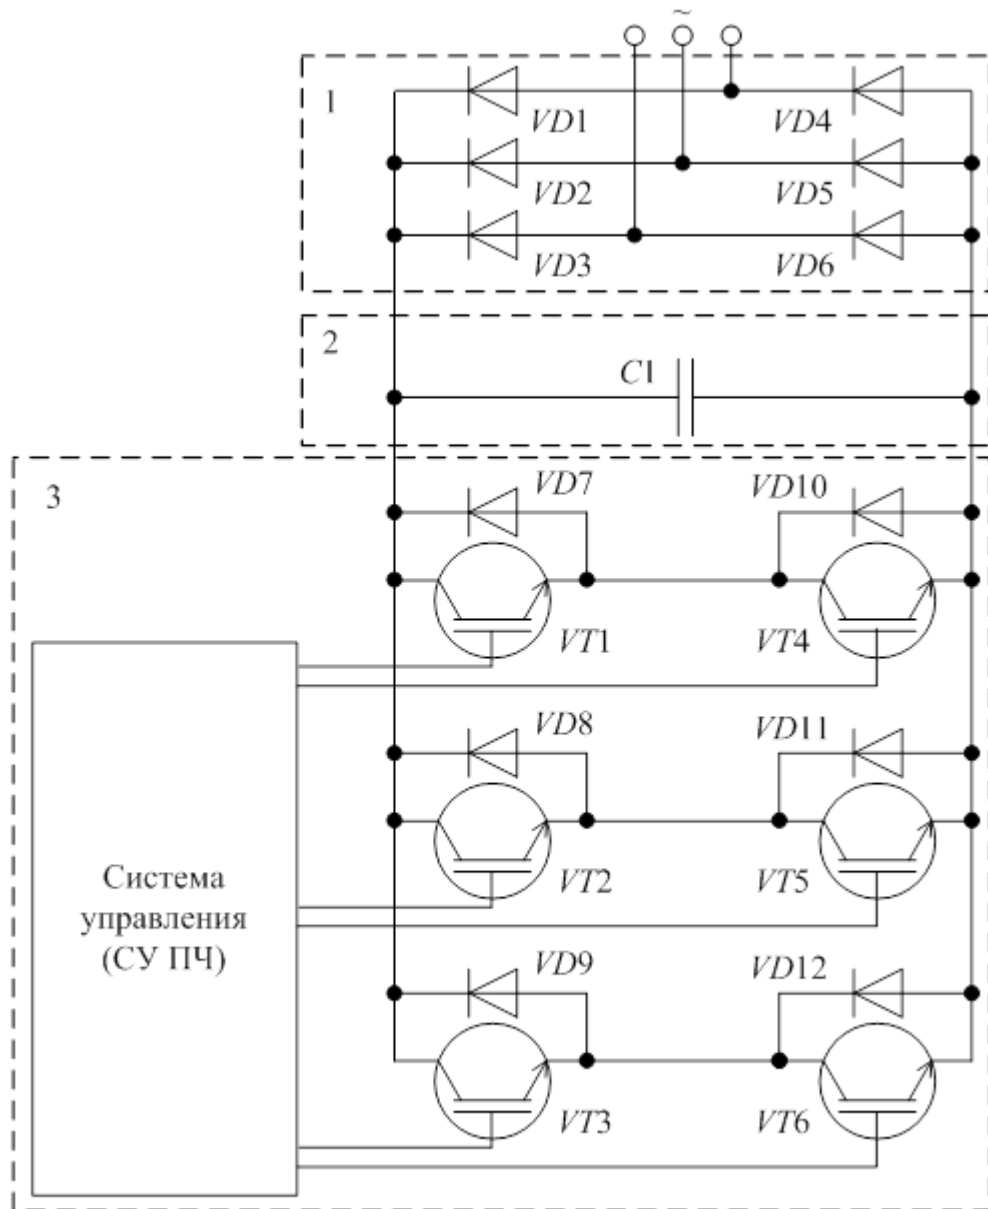 ~
1
VD1
VD4
VD2
VD5
VD3
VD6
2
C1
3
VD7
VD10
VT1
VT4
VD8
VD11
VT2
VT5
Система
управления
(СУ ПЧ)
VD9
VD12
VT3
VT6